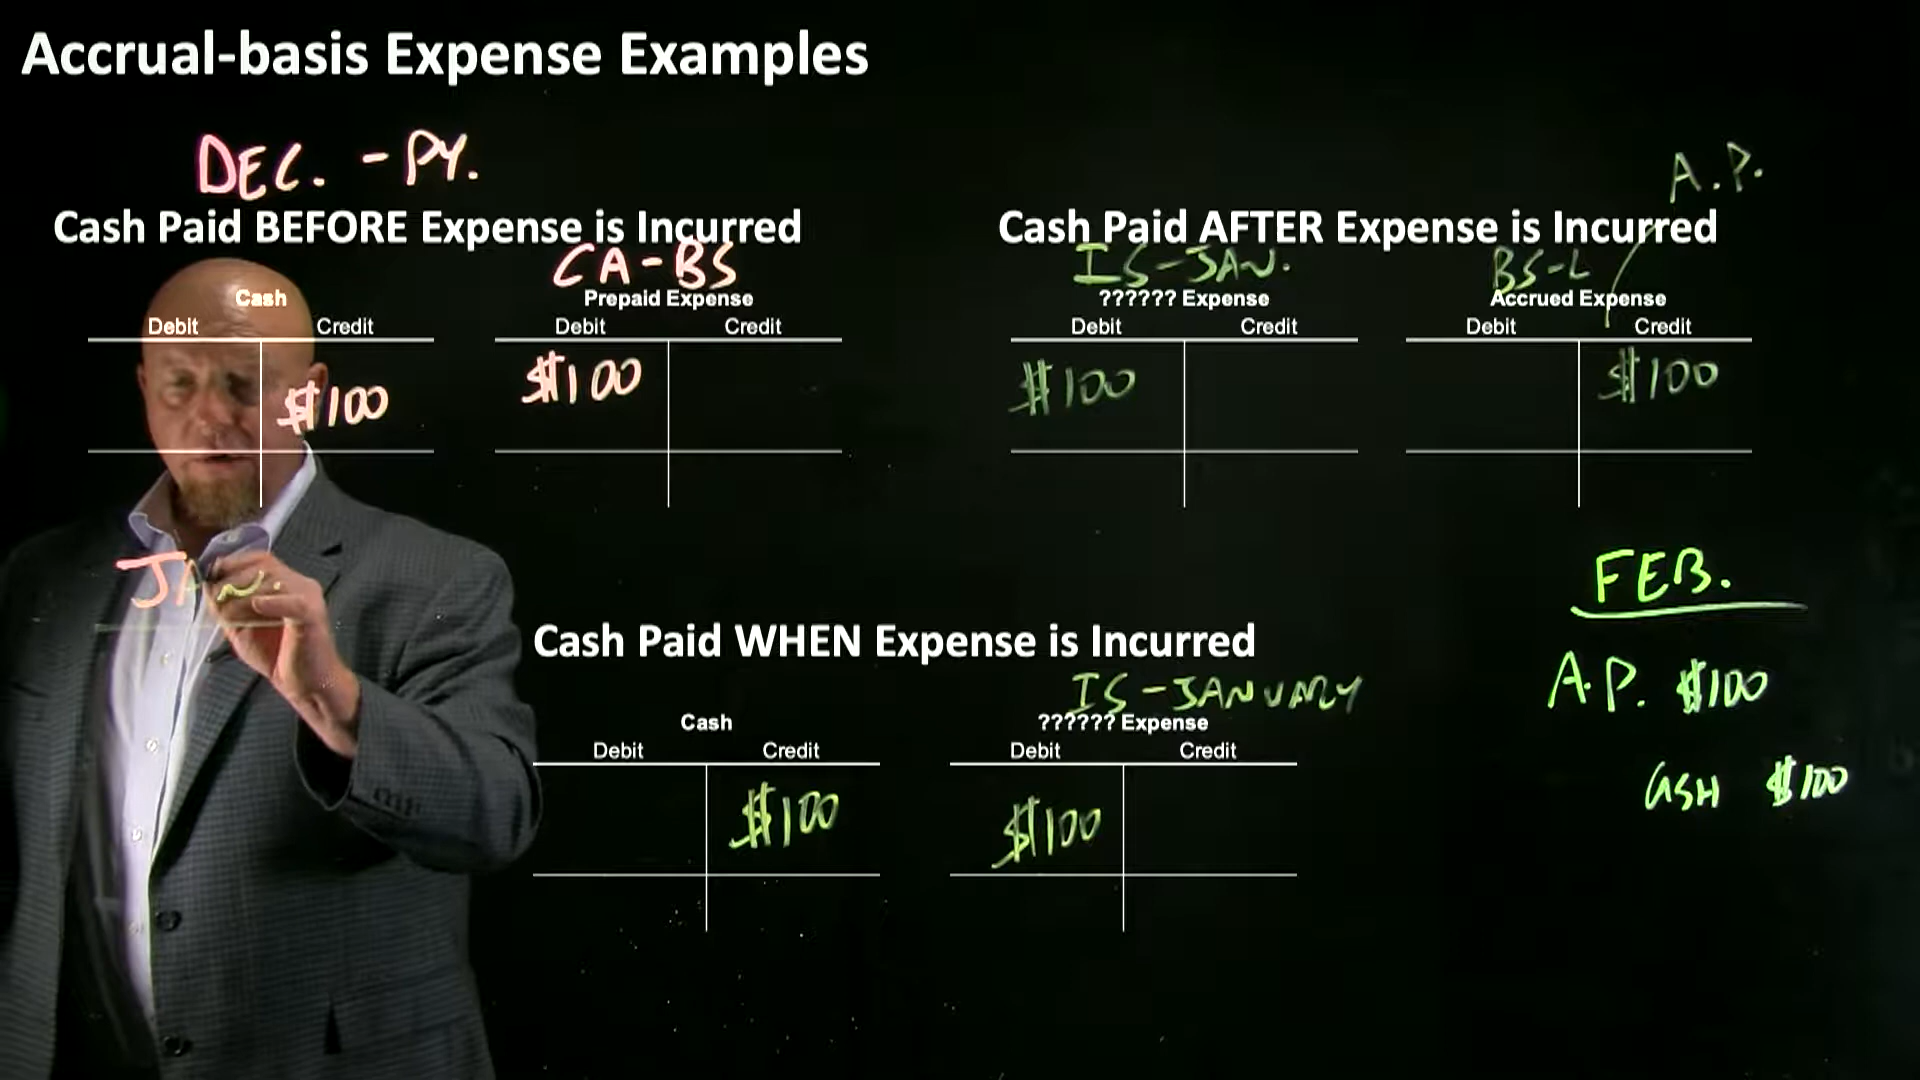 Accrual-basis Expense Examples
DEC. - PY.
Cash Paid BEFORE Expense is Incurred
CA-BS
Cash
Prepaid Expense
Debit Credit
Debit Credit
$100
$100
A.P.
Cash Paid AFTER Expense is Incurred
IS-JAN.
BS-L
?????? Expense
Accrued Expense
Debit Credit
Debit Credit
$100
$100
JAN.
Cash Paid WHEN Expense is Incurred
IS-JANUARY
Cash
?????? Expense
Debit Credit
Debit Credit
$100
$100
FEB.
A.P. $100
CASH $100